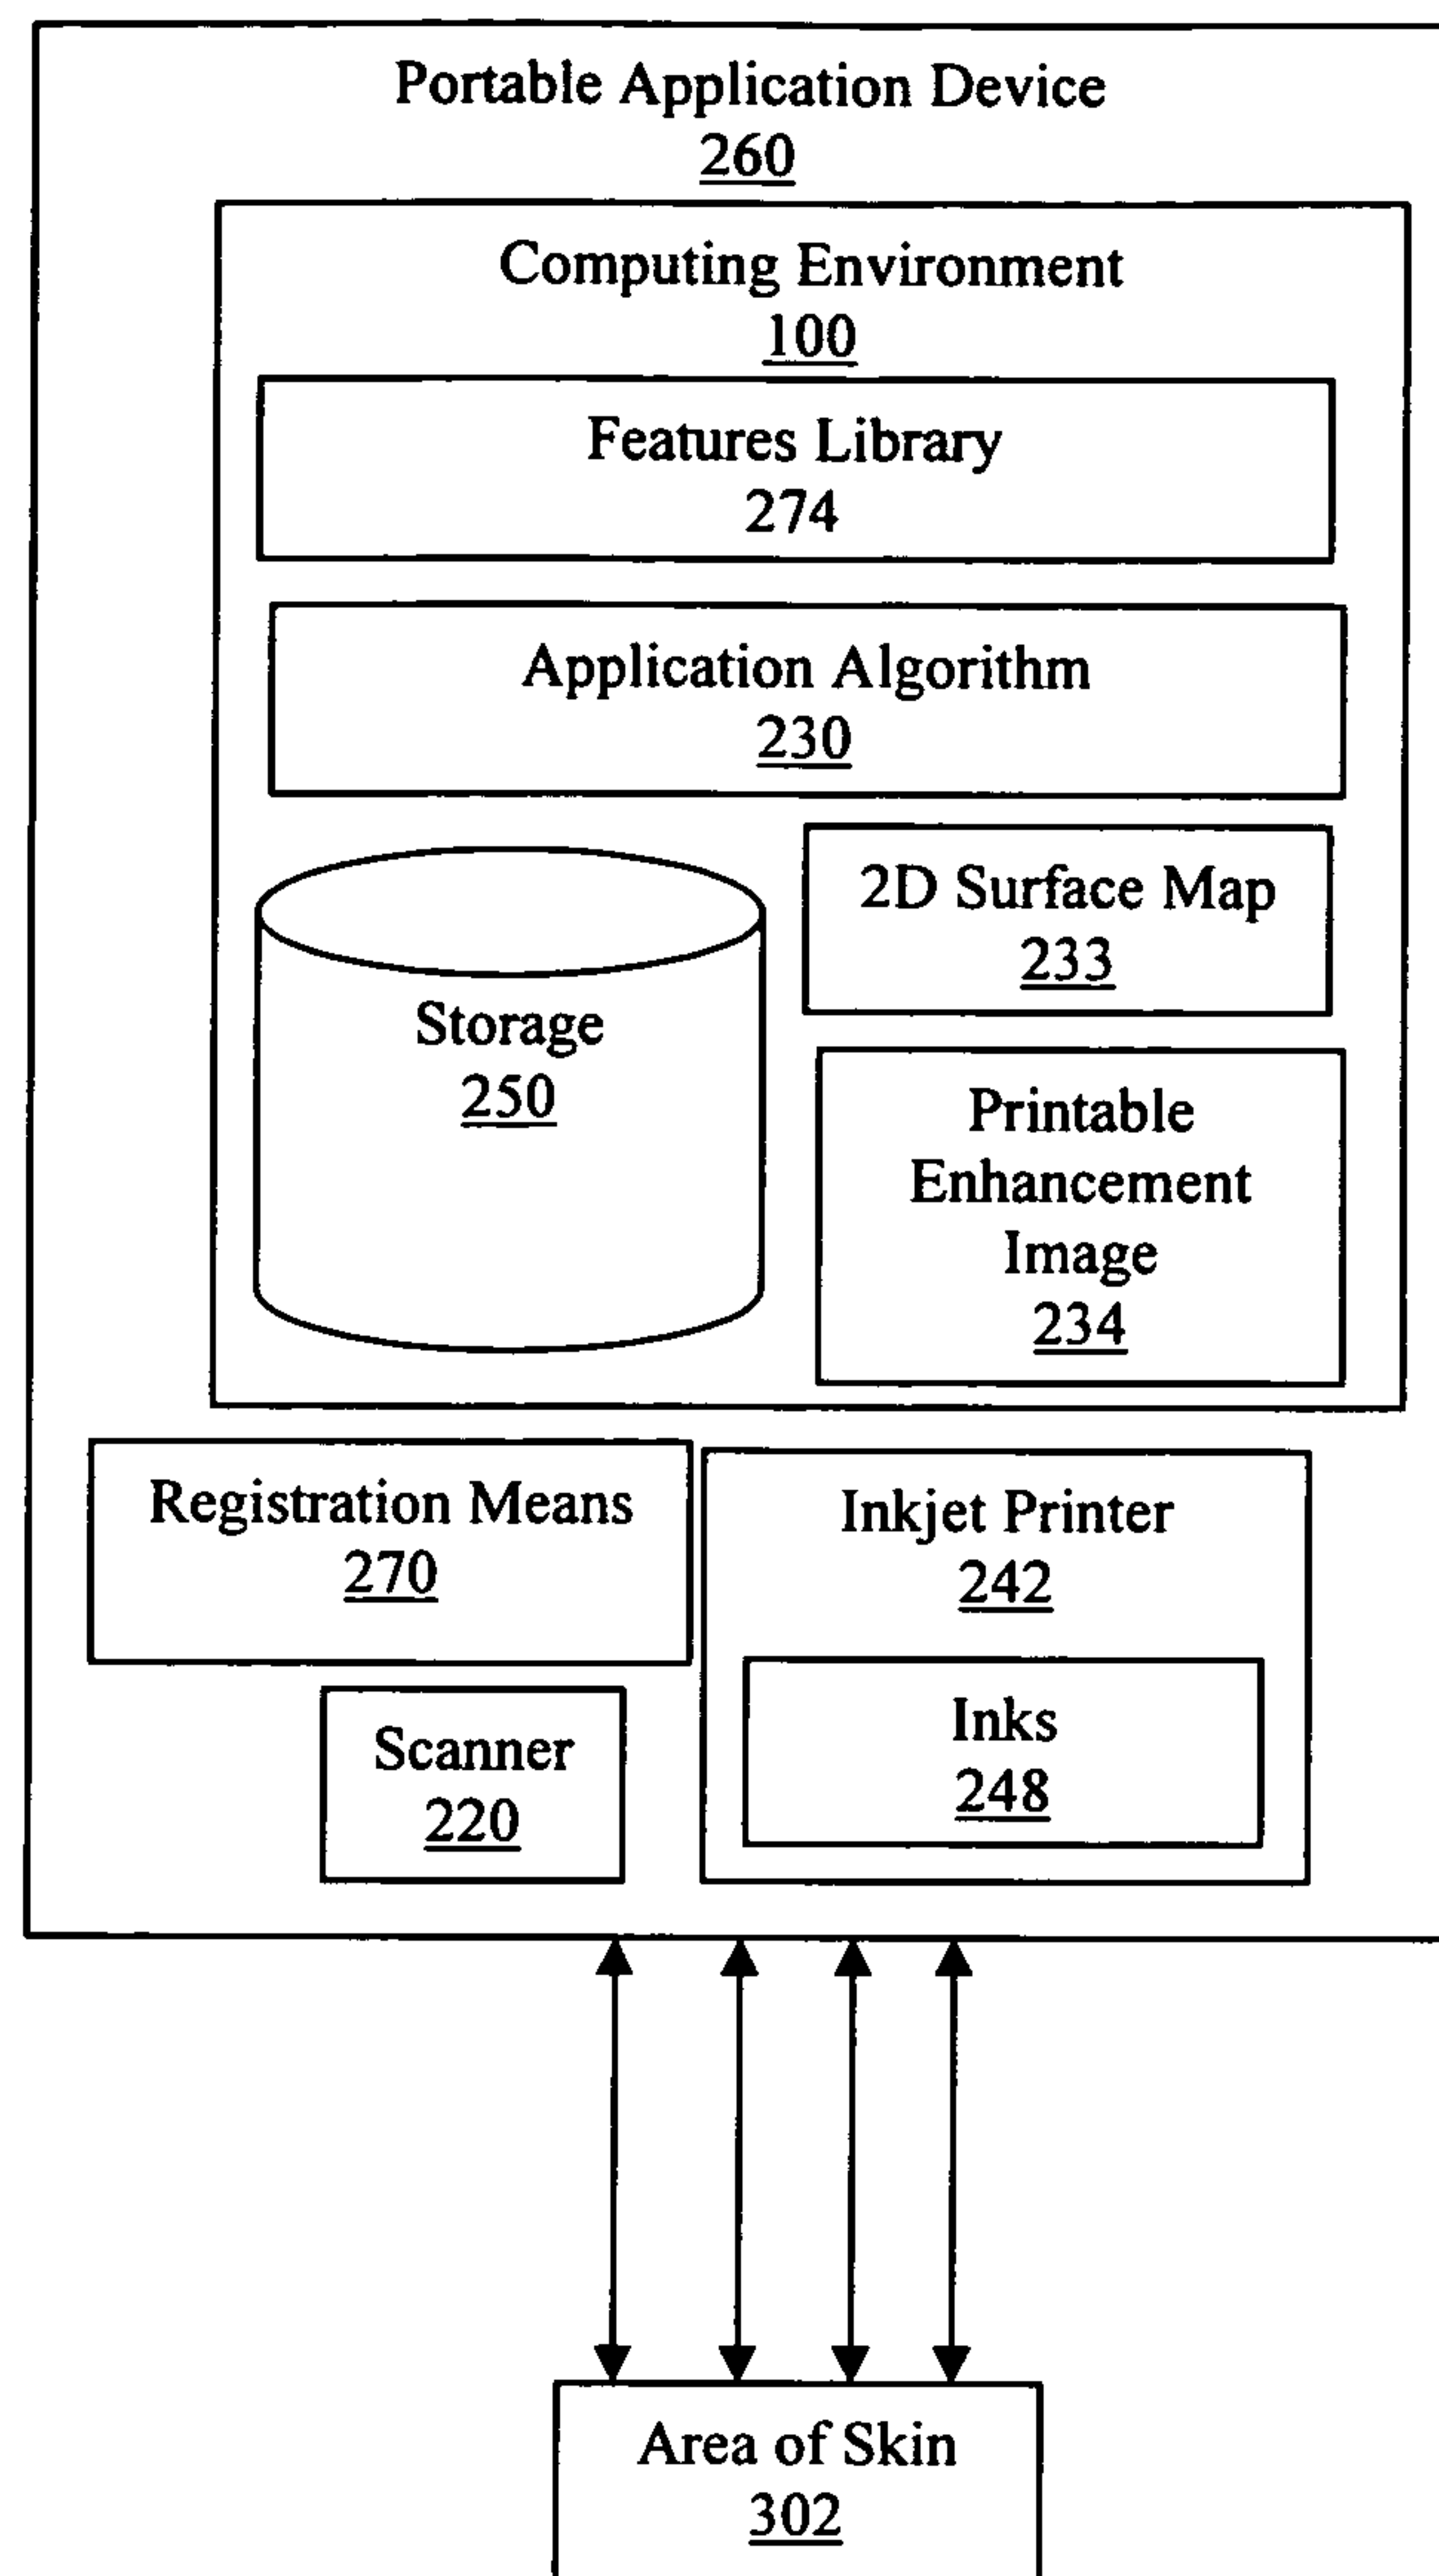 Portable Application Device
260
Computing Environment
100
Features Library
274
Application Algorithm
230
2D Surface Map
233
Storage
250
Printable
Enhancement
Image
234
Registration Means
270
Inkjet Printer
242
Scanner
220
Inks
248
Area of Skin
302